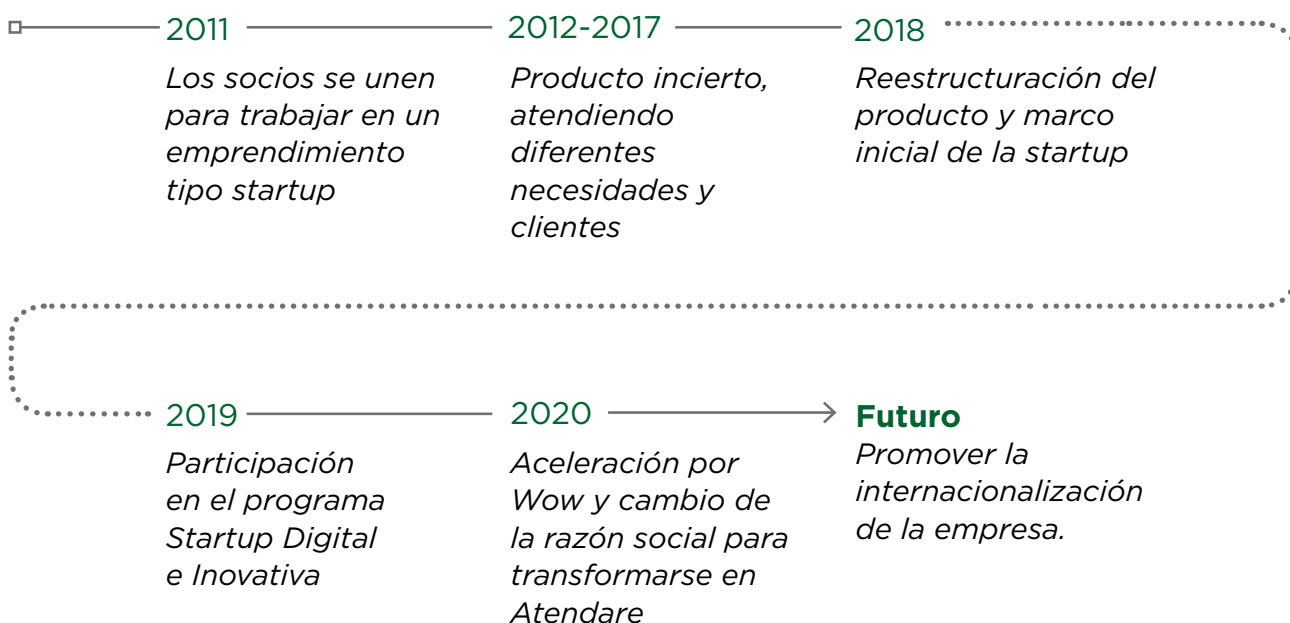 2011
Los socios se unen
para trabajar en un
emprendimiento
tipo startup
2012-2017
Producto incierto,
atendiendo
diferentes
necesidades y
clientes
2018
Reestructuración del
producto y marco
inicial de la startup
2019
Participación
en el programa
Startup Digital
e Inovativa
2020
Aceleración por
Wow y cambio de
la razón social para
transformarse en
Atendare
Futuro
Promover la
internacionalización
de la empresa.